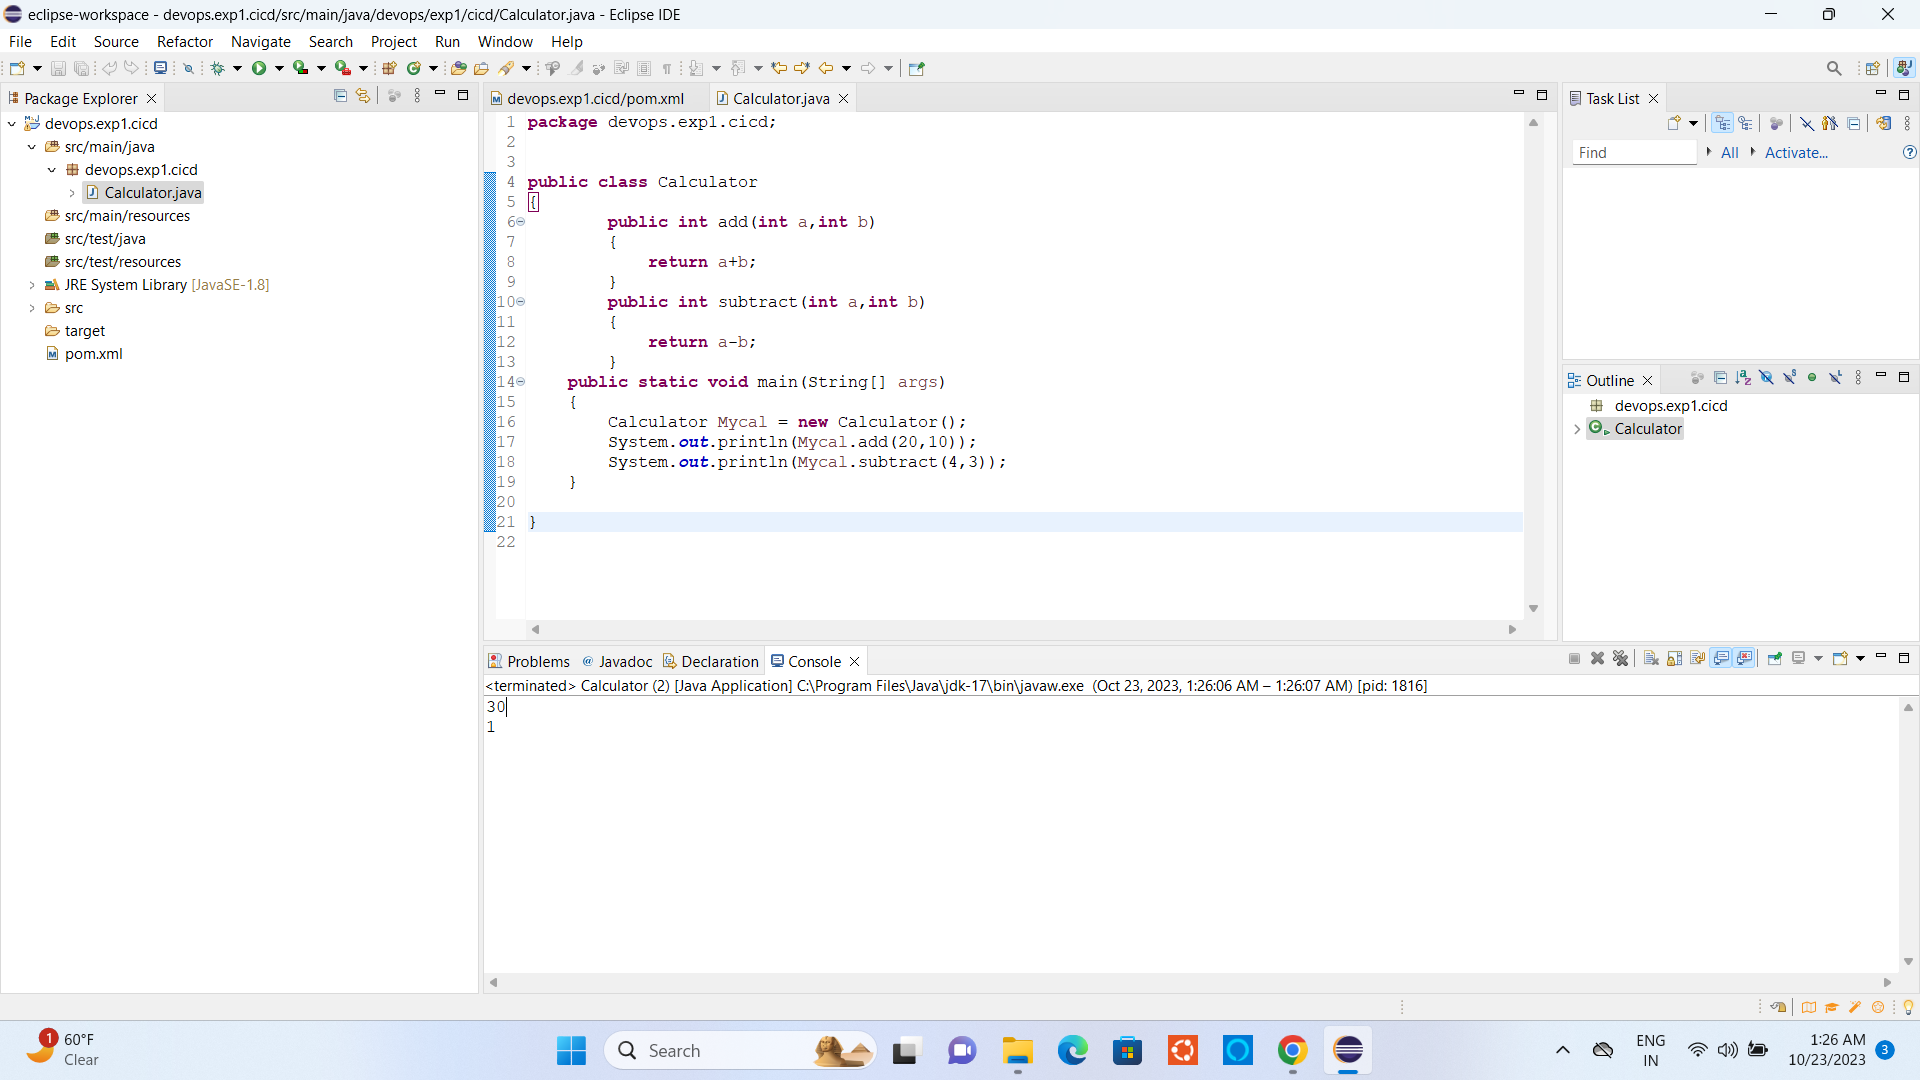 eclipse-workspace - devops.exp1.cicd/src/main/java/devops/exp1/cicd/Calculator.java - Eclipse IDE
File Edit Source Refactor Navigate Search Project Run Window Help
Package Explorer
devops.exp1.cicd
src/main/java
devops.exp1.cicd
Calculator.java
src/main/resources
src/test/java
src/test/resources
JRE System Library [JavaSE-1.8]
src
target
pom.xml
devops.exp1.cicd/pom.xml Calculator.java
1 package devops.exp1.cicd;
2
3
4 public class Calculator
5 {
6 public int add(int a,int b)
7 {
8 return a+b;
9 }
10 public int subtract(int a,int b)
11 {
12 return a-b;
13 }
14 public static void main(String[] args)
15 {
16 Calculator Mycal = new Calculator();
17 System.out.println(Mycal.add(20,10));
18 System.out.println(Mycal.subtract(4,3));
19 }
20
21 }
22
Task List
Find All Activate...
Outline
devops.exp1.cicd
Calculator
Problems @ Javadoc Declaration Console
<terminated> Calculator (2) [Java Application] C:\Program Files\Java\jdk-17\bin\javaw.exe (Oct 23, 2023, 1:26:06 AM – 1:26:07 AM) [pid: 1816]
30
1
1
60°F
Clear
Search
ENG
IN
1:26 AM
10/23/2023
3